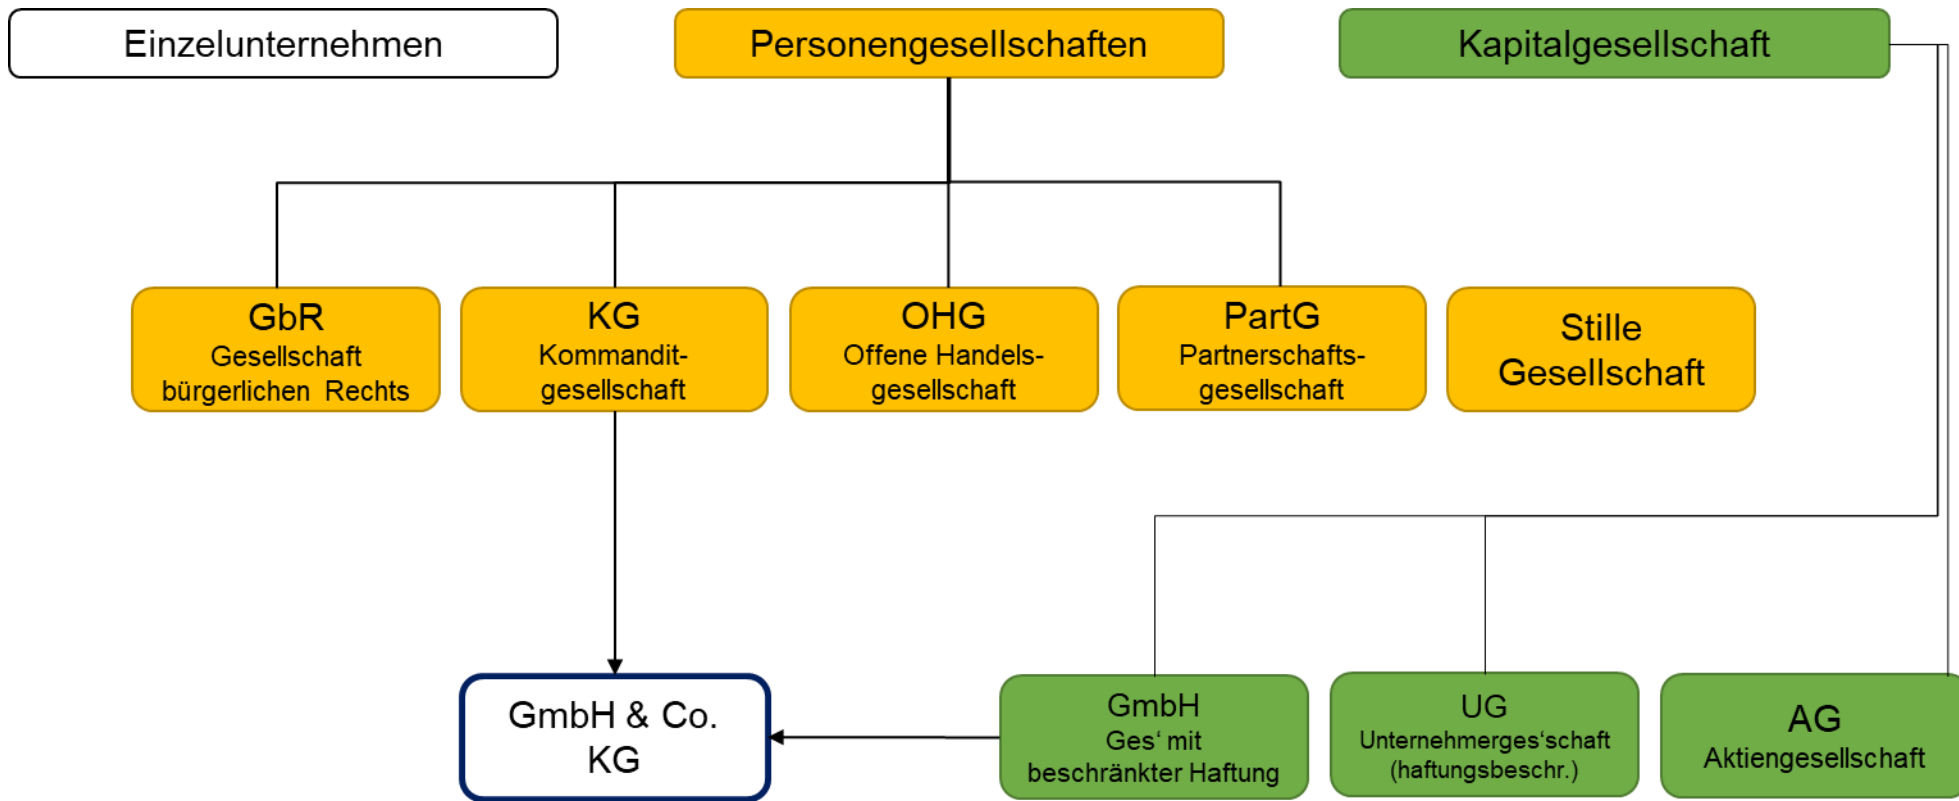 Einzelunternehmen
Personengesellschaften
Kapitalgesellschaft
GbR
Gesellschaft
bürgerlichen Rechts
KG
Kommandit-
gesellschaft
OHG
Offene Handels-
gesellschaft
PartG
Partnerschafts-
gesellschaft
Stille
Gesellschaft
GmbH & Co.
KG
GmbH
Ges‘ mit
beschränkter Haftung
UG
Unternehmerges‘schaft
(haftungsbeschr.)
AG
Aktiengesellschaft